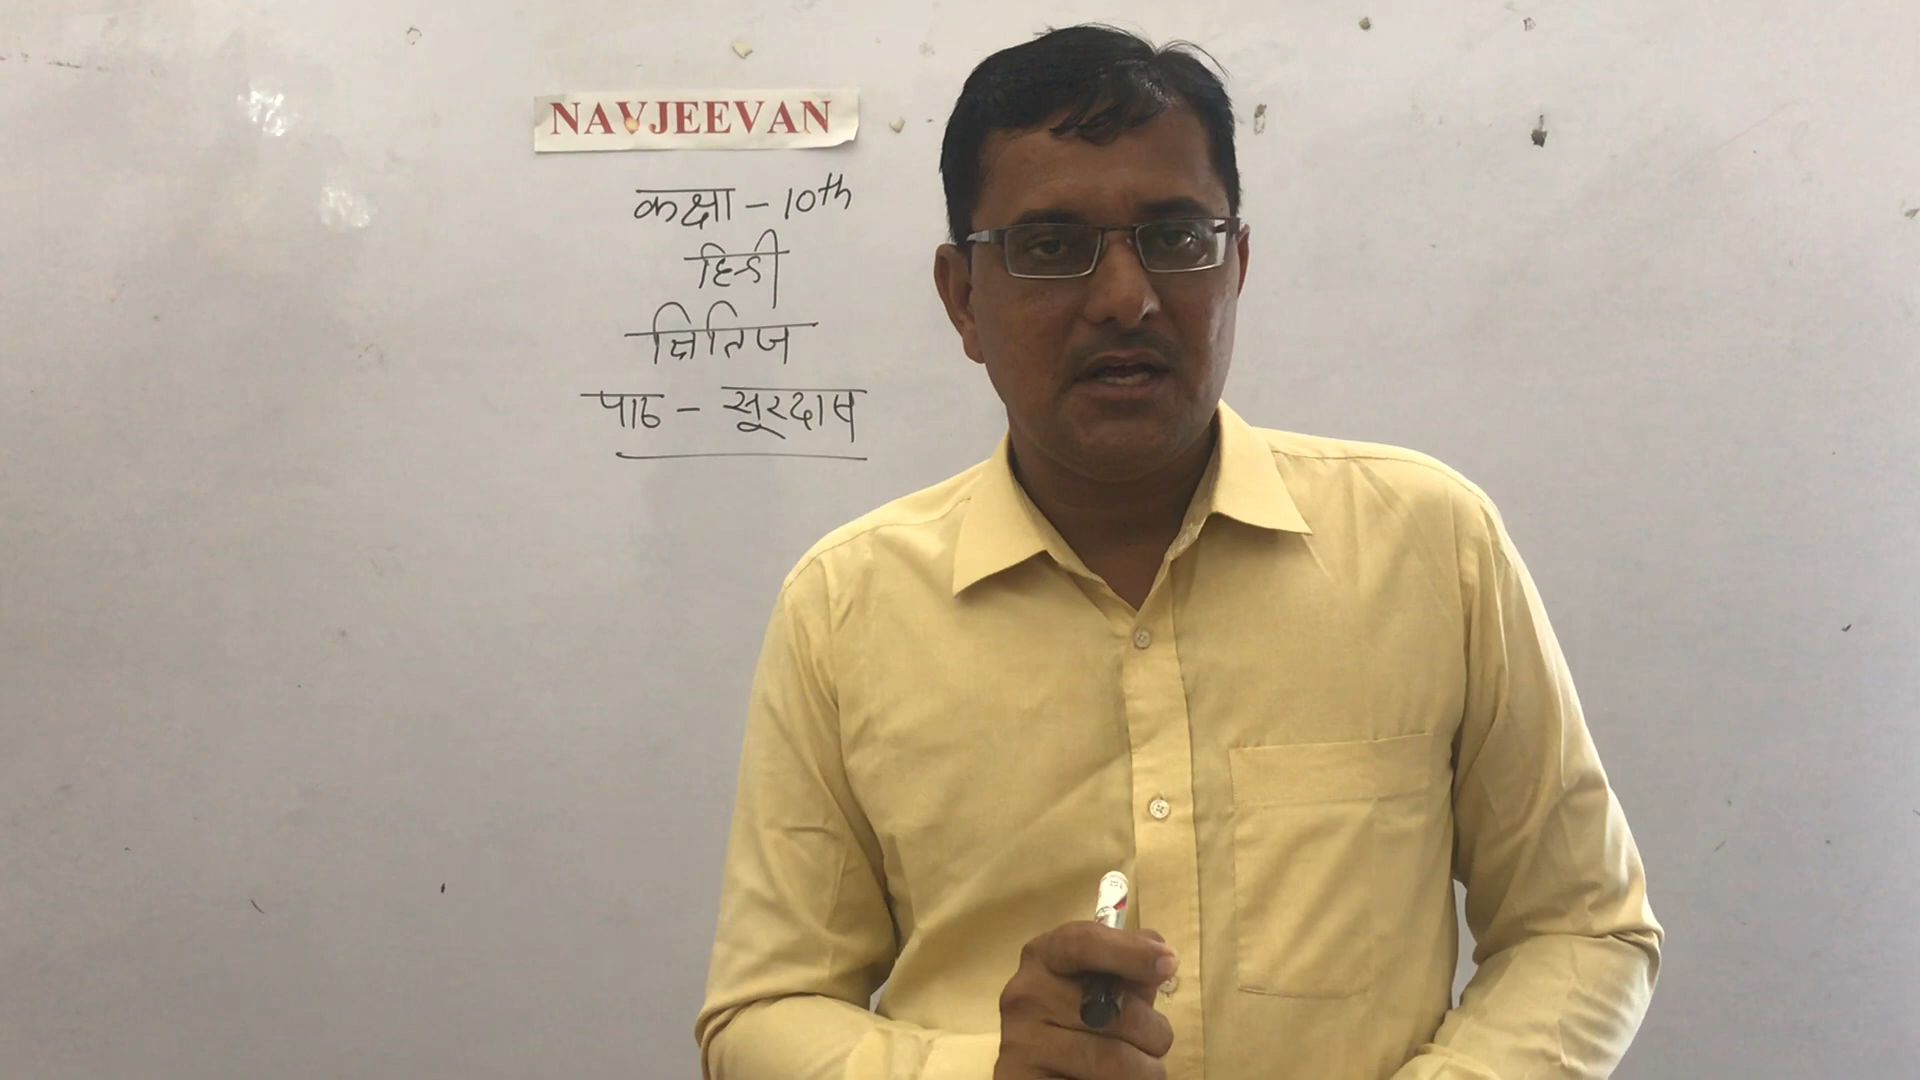 NAVJEEVAN
कक्षा - 10th
हिन्दी
क्षितिज
पाठ - सूरदास